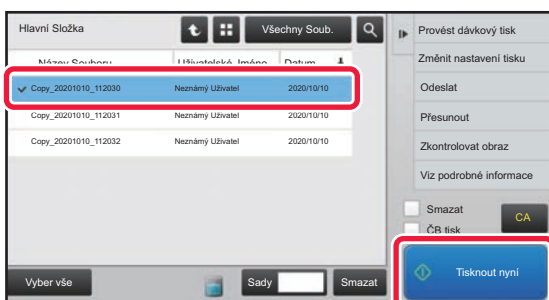 Hlavní Složka
Všechny Soub.
Název Souboru Uživatelské Jméno Datum
Copy_20201010_112030 Neznámý Uživatel 2020/10/10
Copy_20201010_112031 Neznámý Uživatel 2020/10/10
Copy_20201010_112032 Neznámý Uživatel 2020/10/10
Vyber vše
Sady
Smazat
Provést dávkový tisk
Změnit nastavení tisku
Odeslat
Přesunout
Zkontrolovat obraz
Viz podrobné informace
Smazat
ČB tisk
CA
Tisknout nyní